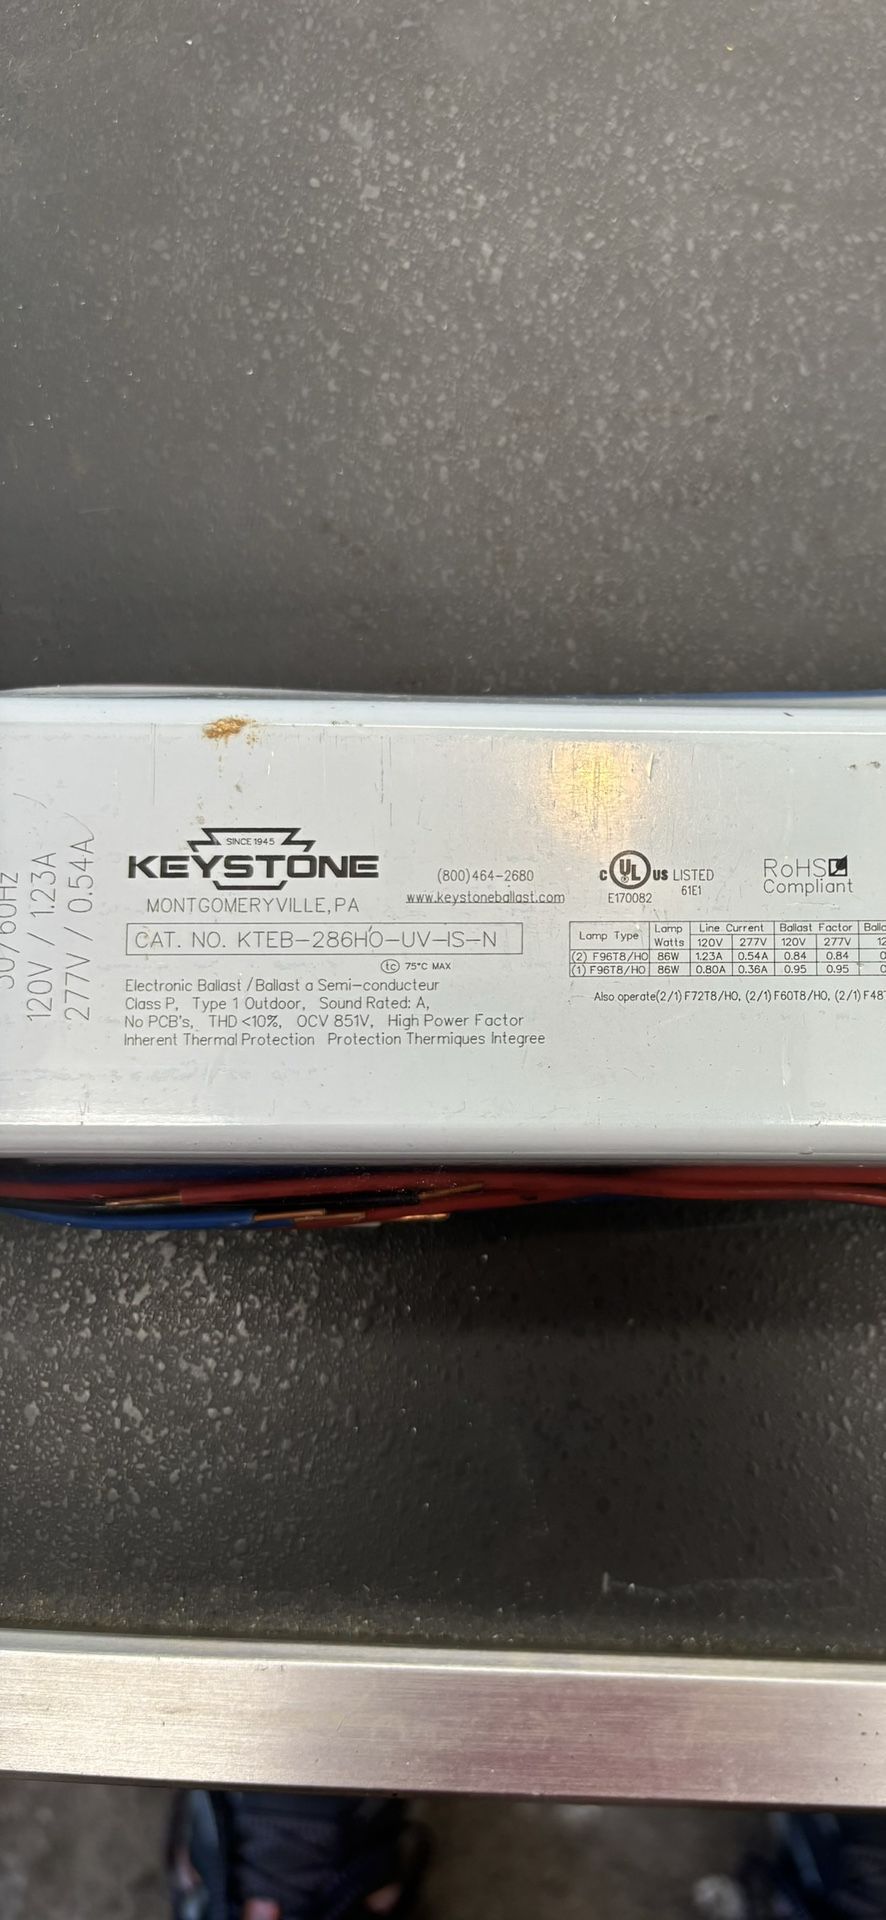 50/60Hz
120V / 1.23A
277V / 0.54A
SINCE 1945
KEYSTONE
MONTGOMERYVILLE, PA
(800)464-2680
www.keystoneballast.com
CAT. NO. KTEB-286HO-UV-IS-N
tc 75°C MAX
Electronic Ballast / Ballast a Semi-conducteur
Class P, Type 1 Outdoor, Sound Rated: A,
No PCB's, THD <10%, OCV 851V, High Power Factor
Inherent Thermal Protection Protection Thermiques Integree
c UL US LISTED
E170082 61E1
RoHS
Compliant
Lamp Type Lamp Watts Line Current Ballast Factor
120V 277V 120V 277V
(2) F96T8/HO 86W 1.23A 0.54A 0.84 0.84
(1) F96T8/HO 86W 0.80A 0.36A 0.95 0.95
Also operate(2/1) F72T8/HO, (2/1) F60T8/HO, (2/1) F48